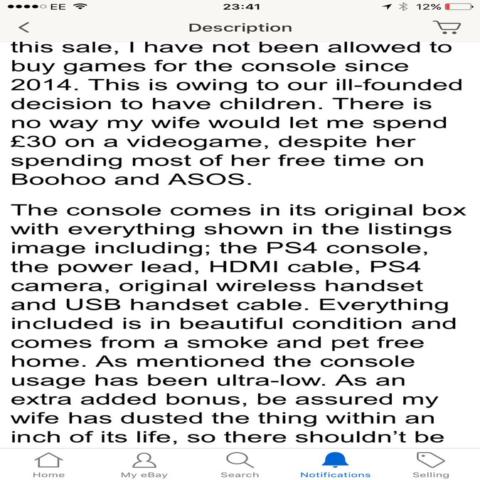 EE 23:41 12%
Description
this sale, I have not been allowed to
buy games for the console since
2014. This is owing to our ill-founded
decision to have children. There is
no way my wife would let me spend
£30 on a videogame, despite her
spending most of her free time on
Boohoo and ASOS.
The console comes in its original box
with everything shown in the listings
image including; the PS4 console,
the power lead, HDMI cable, PS4
camera, original wireless handset
and USB handset cable. Everything
included is in beautiful condition and
comes from a smoke and pet free
home. As mentioned the console
usage has been ultra-low. As an
extra added bonus, be assured my
wife has dusted the thing within an
inch of its life, so there shouldn't be
Home My eBay Search Notifications Selling